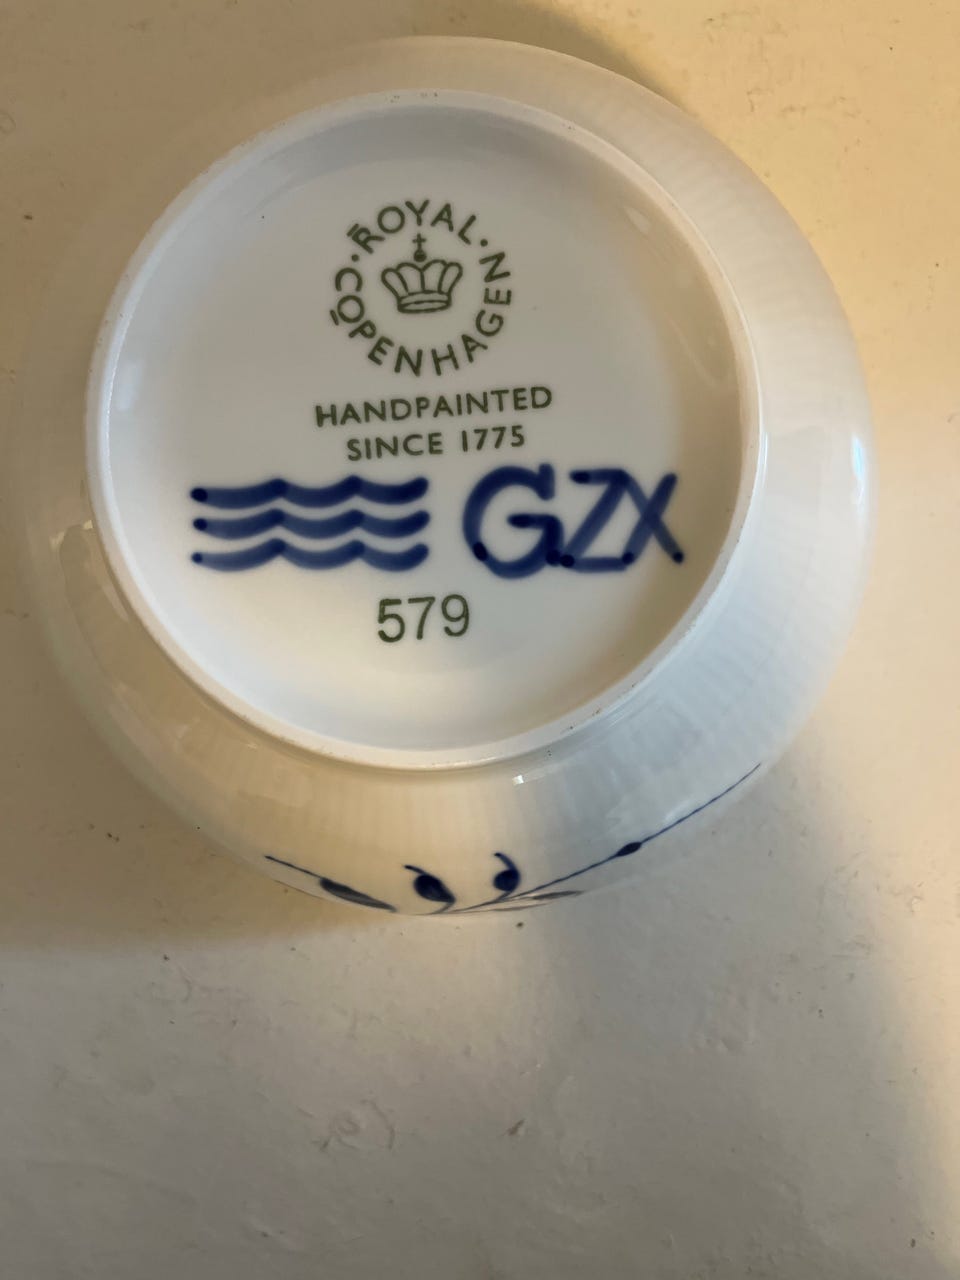 ROYAL · COPENHAGEN ·
HANDPAINTED
SINCE 1775
GZX
579